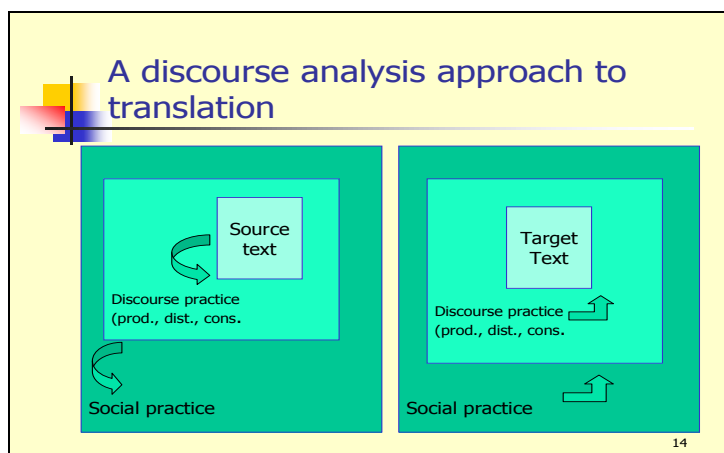 A discourse analysis approach to
translation
Source
text
Discourse practice
(prod., dist., cons.
Social practice
Target
Text
Discourse practice
(prod., dist., cons.
Social practice
14